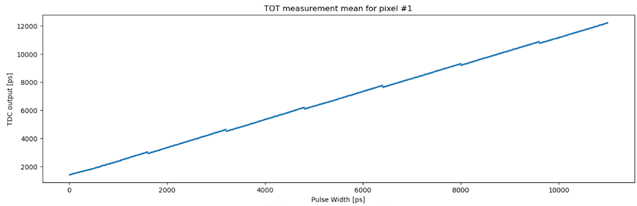 TOT measurement mean for pixel #1
12000
10000
8000
6000
4000
2000
TDC output [ps]
0 2000 4000 6000 8000 10000
Pulse Width [ps]